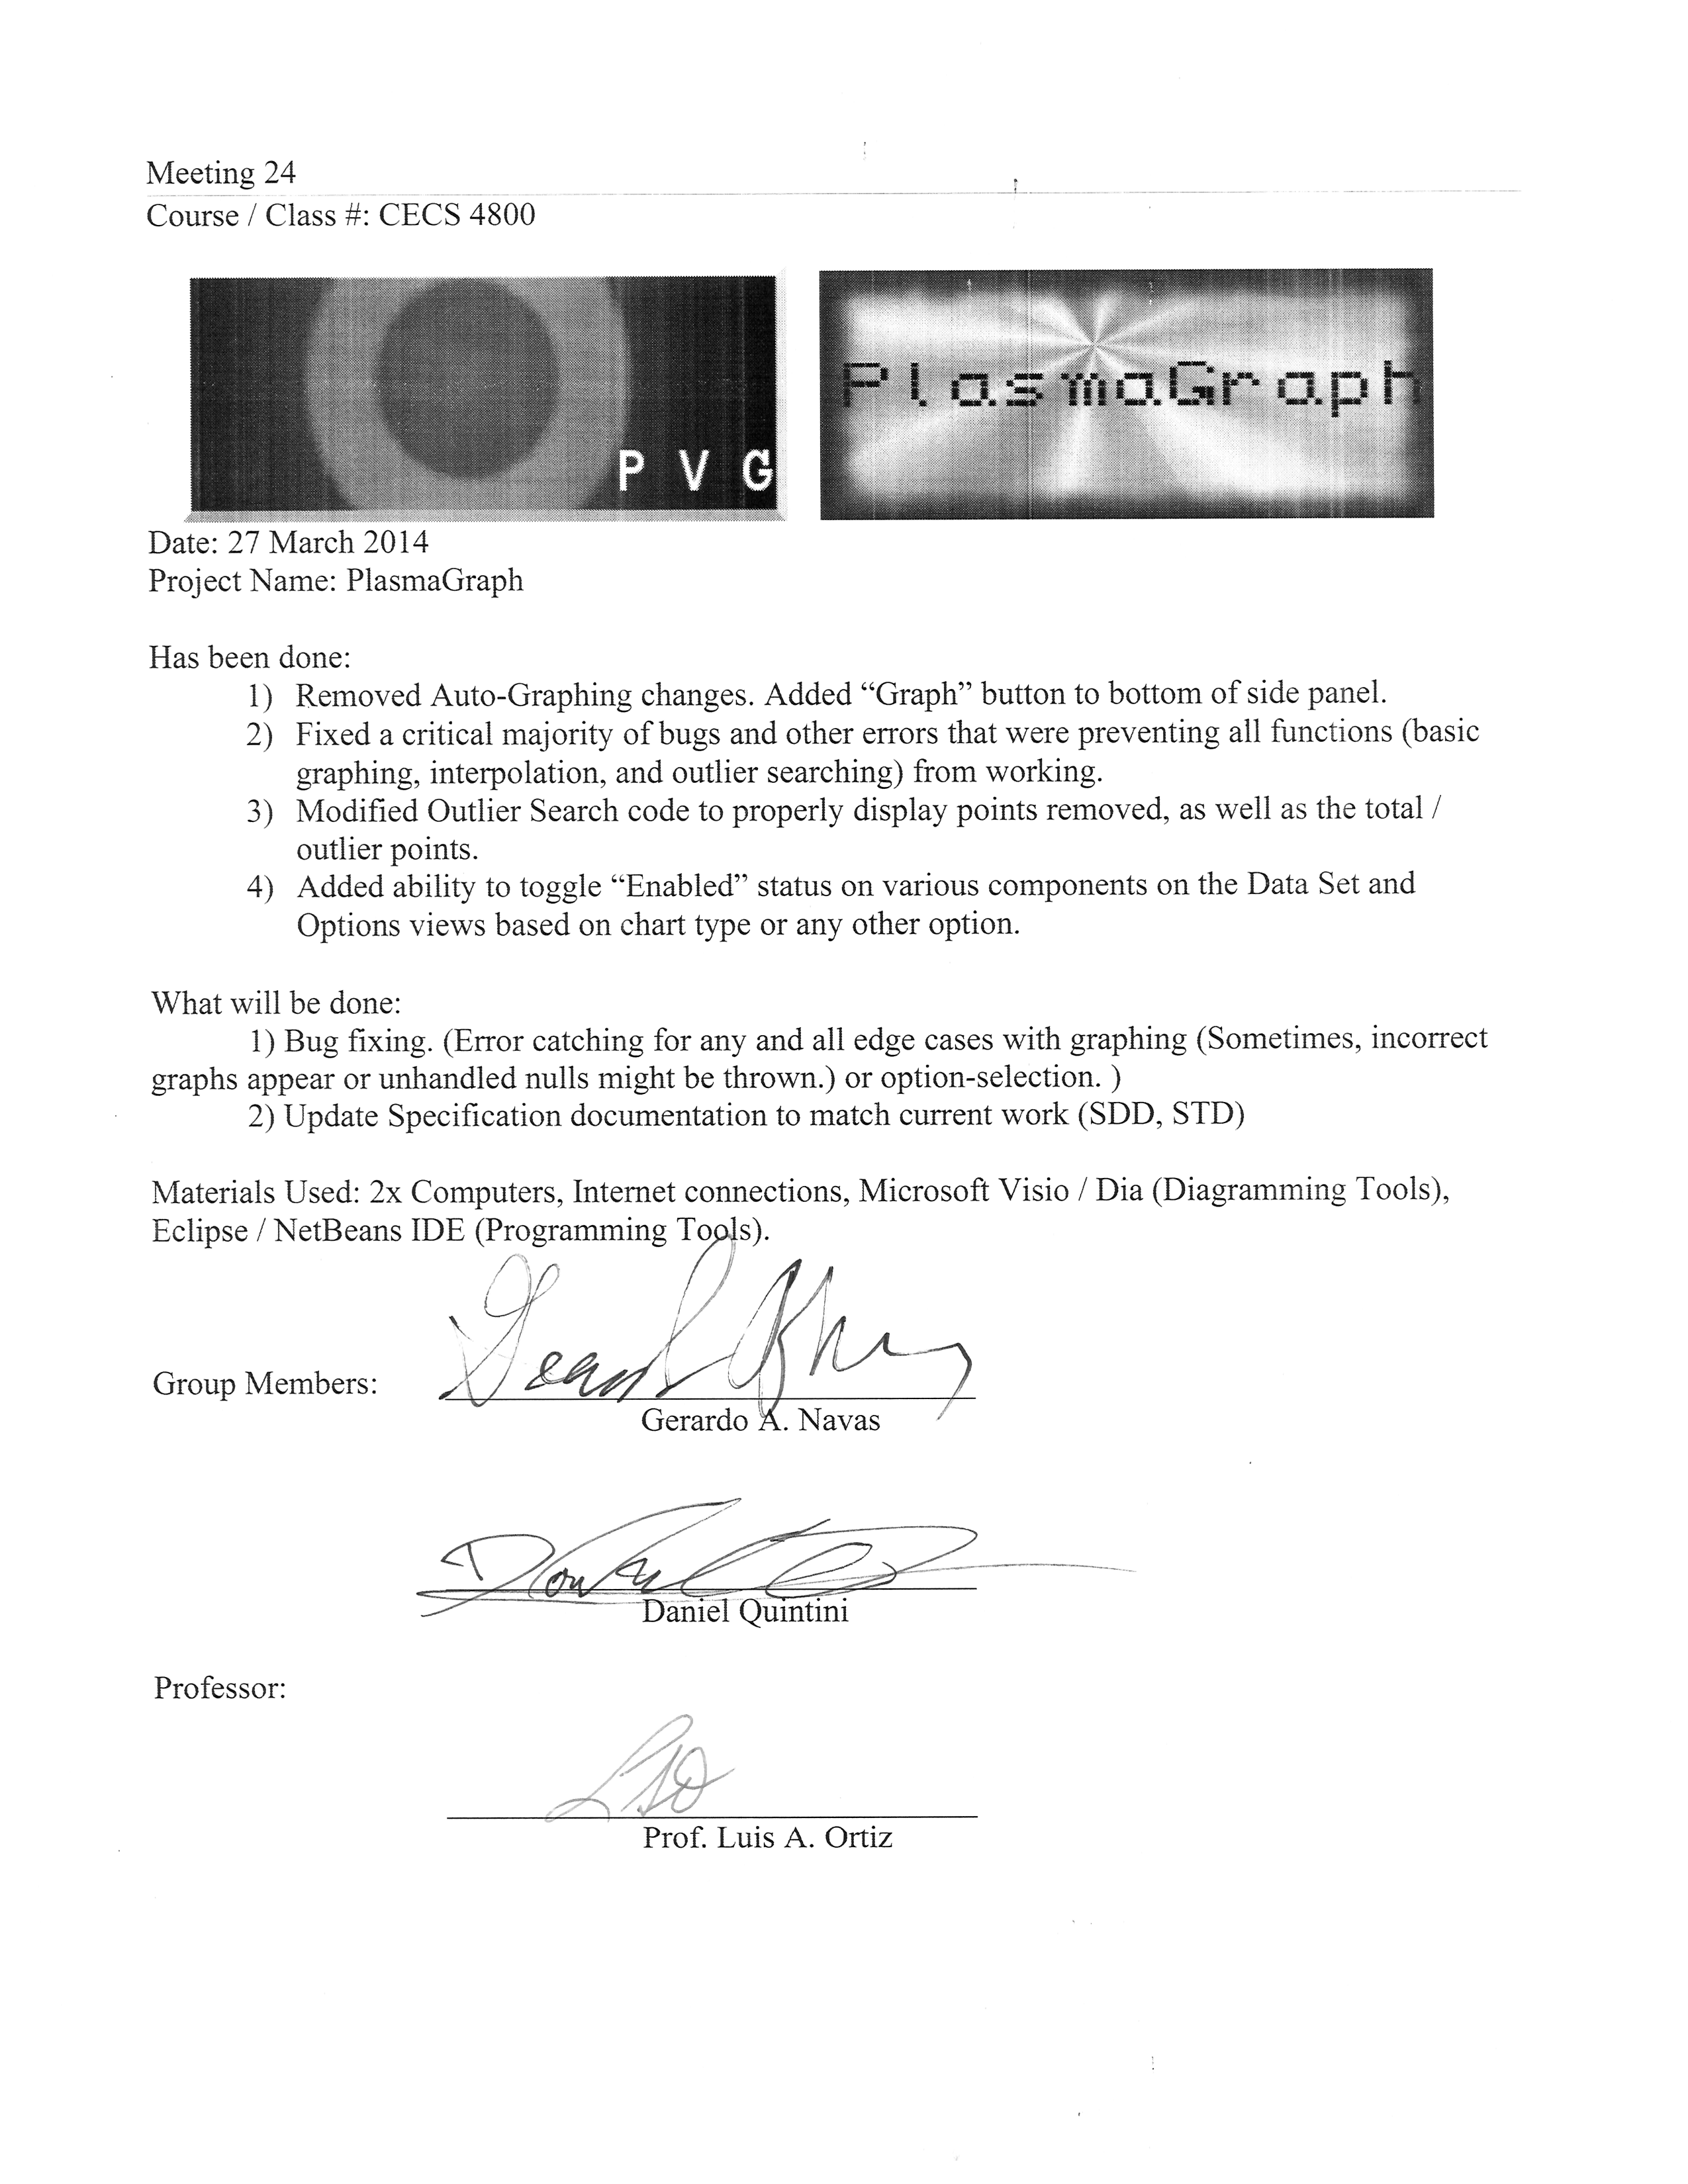 Meeting 24
Course / Class #: CECS 4800
P V G
PlasmaGraph
Date: 27 March 2014
Project Name: PlasmaGraph
Has been done:
1) Removed Auto-Graphing changes. Added “Graph” button to bottom of side panel.
2) Fixed a critical majority of bugs and other errors that were preventing all functions (basic
graphing, interpolation, and outlier searching) from working.
3) Modified Outlier Search code to properly display points removed, as well as the total /
outlier points.
4) Added ability to toggle “Enabled” status on various components on the Data Set and
Options views based on chart type or any other option.
What will be done:
1) Bug fixing. (Error catching for any and all edge cases with graphing (Sometimes, incorrect
graphs appear or unhandled nulls might be thrown.) or option-selection. )
2) Update Specification documentation to match current work (SDD, STD)
Materials Used: 2x Computers, Internet connections, Microsoft Visio / Dia (Diagramming Tools),
Eclipse / NetBeans IDE (Programming Tools).
Group Members:
Gerardo A. Navas
Daniel Quintini
Professor:
Prof. Luis A. Ortiz